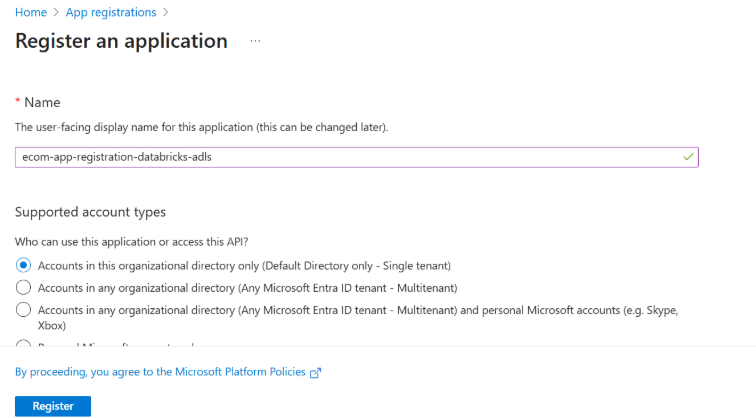 Home > App registrations >
Register an application ...
* Name
The user-facing display name for this application (this can be changed later).
ecom-app-registration-databricks-adls
Supported account types
Who can use this application or access this API?
Accounts in this organizational directory only (Default Directory only - Single tenant)
Accounts in any organizational directory (Any Microsoft Entra ID tenant - Multitenant)
Accounts in any organizational directory (Any Microsoft Entra ID tenant - Multitenant) and personal Microsoft accounts (e.g. Skype,
Xbox)
Personal Microsoft
By proceeding, you agree to the Microsoft Platform Policies
Register